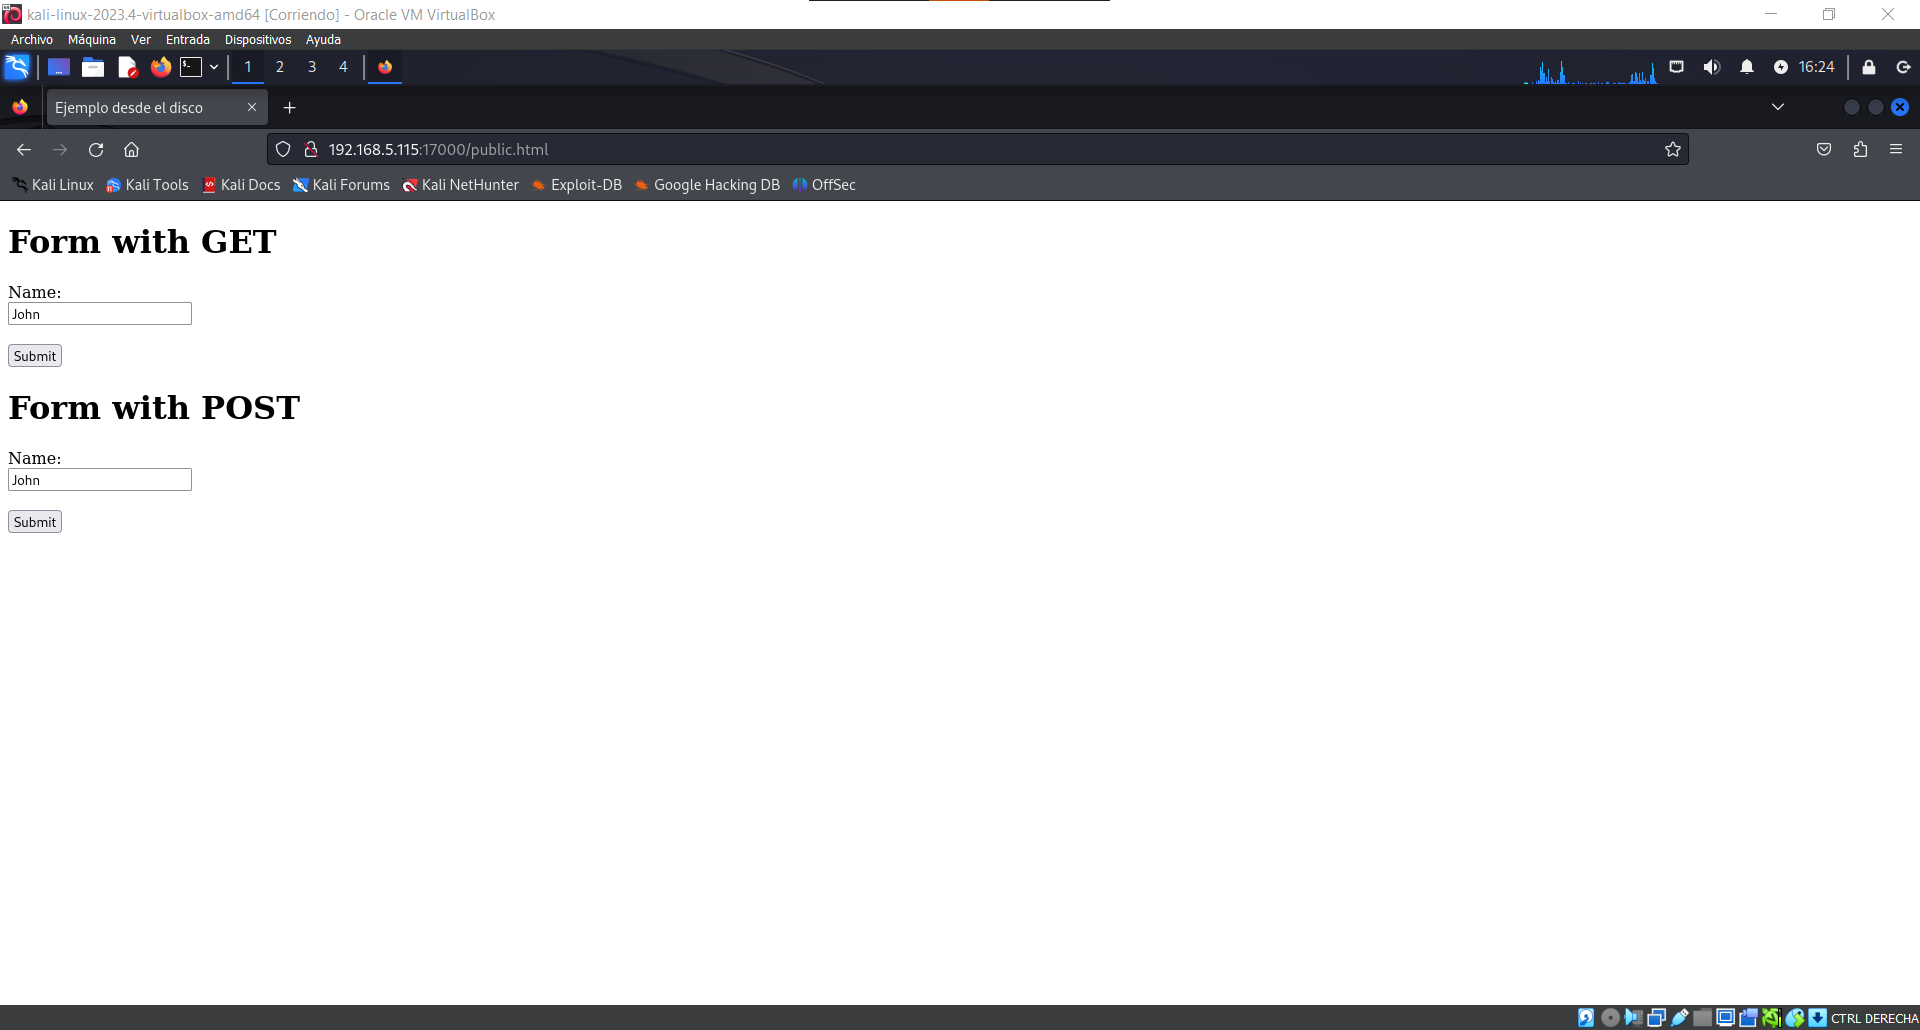 kali-linux-2023.4-virtualbox-amd64 [Corriendo] - Oracle VM VirtualBox
Archivo Máquina Ver Entrada Dispositivos Ayuda
1 2 3 4 16:24
Ejemplo desde el disco
192.168.5.115:17000/public.html
Kali Linux Kali Tools Kali Docs Kali Forums Kali NetHunter Exploit-DB Google Hacking DB OffSec
Form with GET
Name:
John
Submit
Form with POST
Name:
John
Submit
CTRL DERECHA